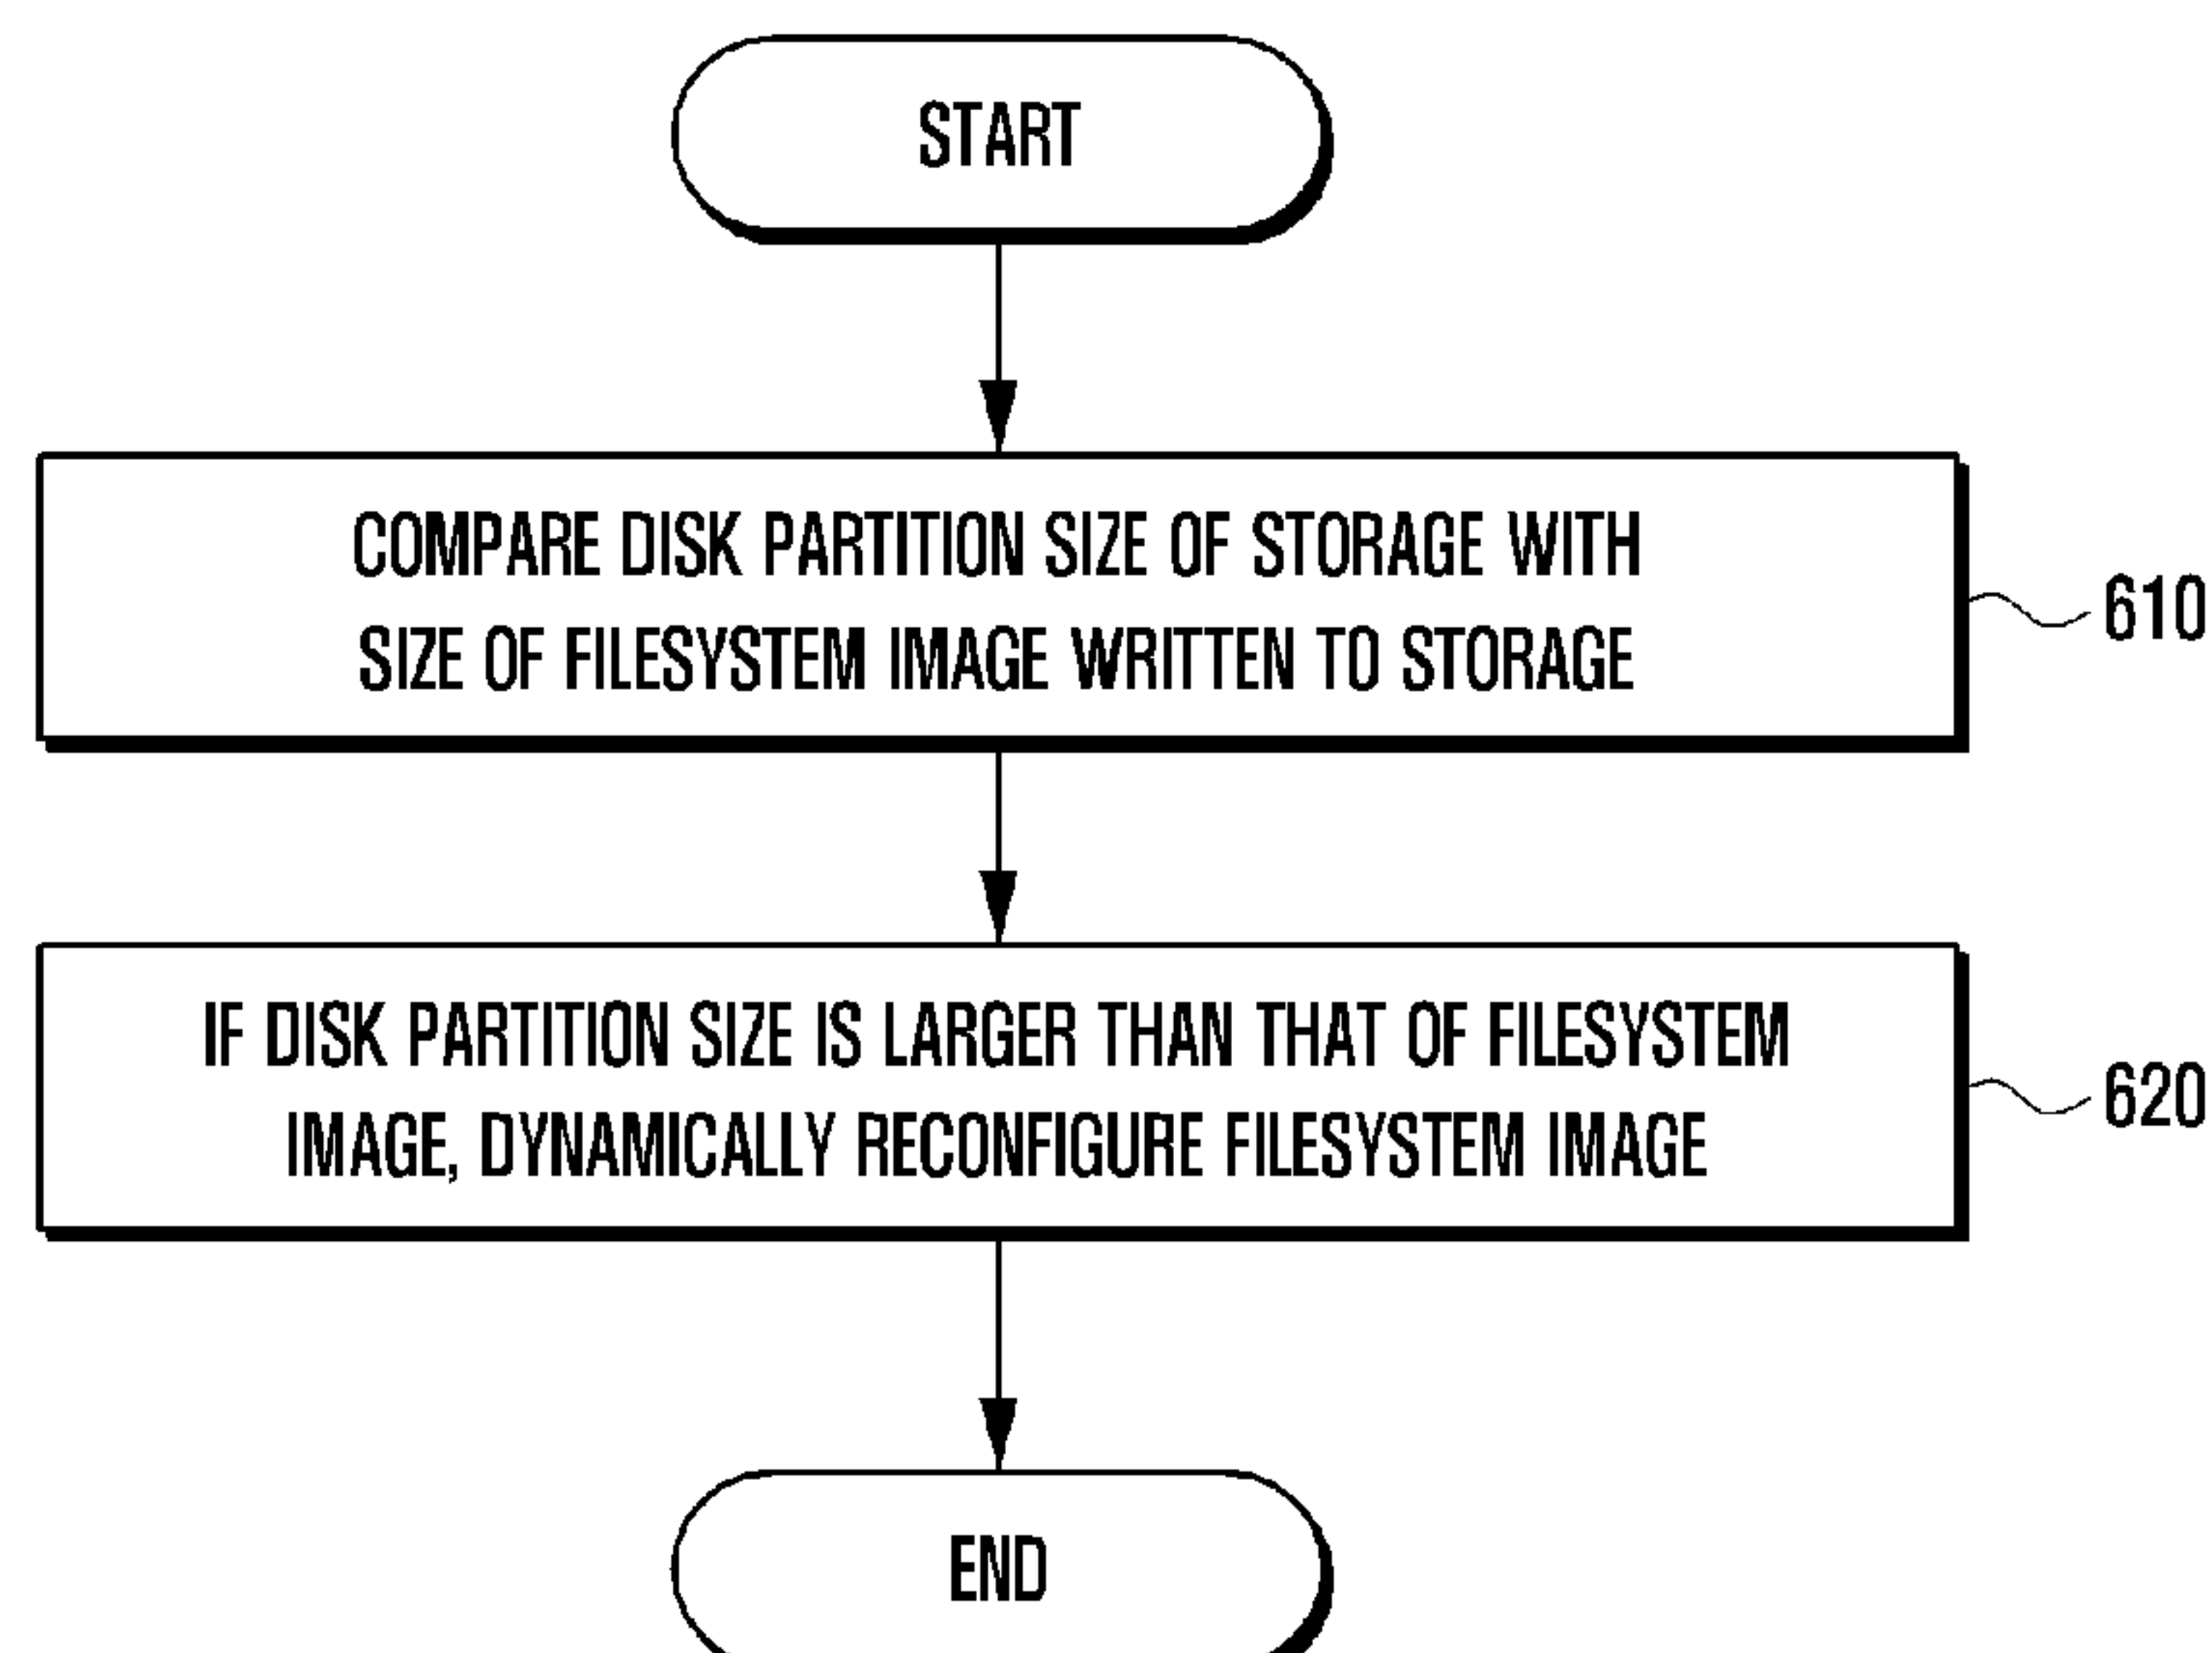 START
COMPARE DISK PARTITION SIZE OF STORAGE WITH
SIZE OF FILESYSTEM IMAGE WRITTEN TO STORAGE
610
IF DISK PARTITION SIZE IS LARGER THAN THAT OF FILESYSTEM
IMAGE, DYNAMICALLY RECONFIGURE FILESYSTEM IMAGE
620
END